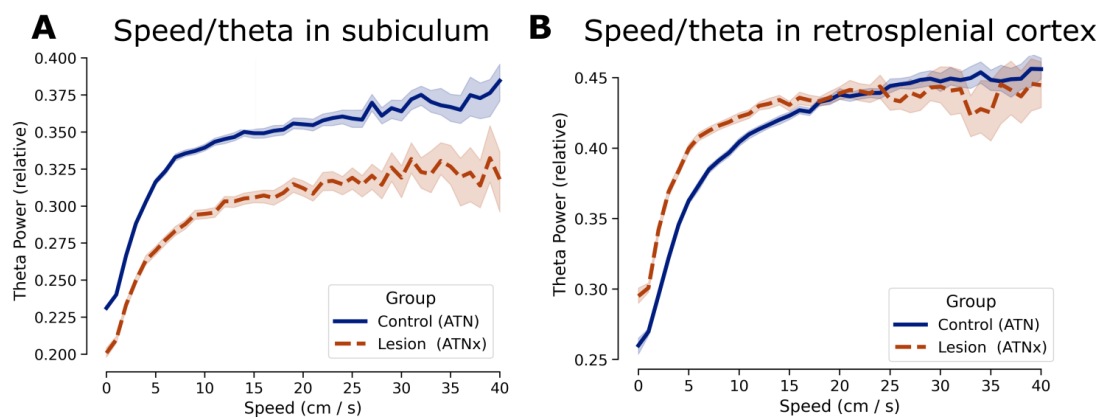 A Speed/theta in subiculum
0.400
0.375
0.350
0.325
0.300
0.275
0.250
0.225
0.200
Theta Power (relative)
Group
Control (ATN)
Lesion (ATNx)
0 5 10 15 20 25 30 35 40
Speed (cm / s)
B Speed/theta in retrosplenial cortex
0.45
0.40
0.35
0.30
0.25
Theta Power (relative)
Group
Control (ATN)
Lesion (ATNx)
0 5 10 15 20 25 30 35 40
Speed (cm / s)